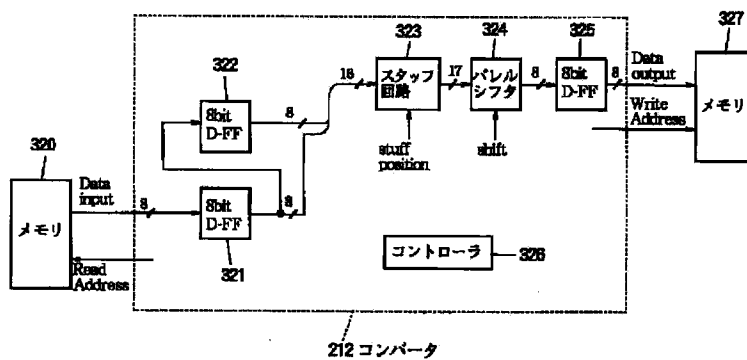 323
324
325
327
322
18
スタッフ
回路
17
バレル
シフタ
8
8bit
D-FF
8
Data
output
メモリ
8bit
D-FF
8
stuff
position
shift
Write
Address
320
メモリ
Data
input
8
8bit
D-FF
8
321
Read
Address
コントローラ
326
212 コンバータ